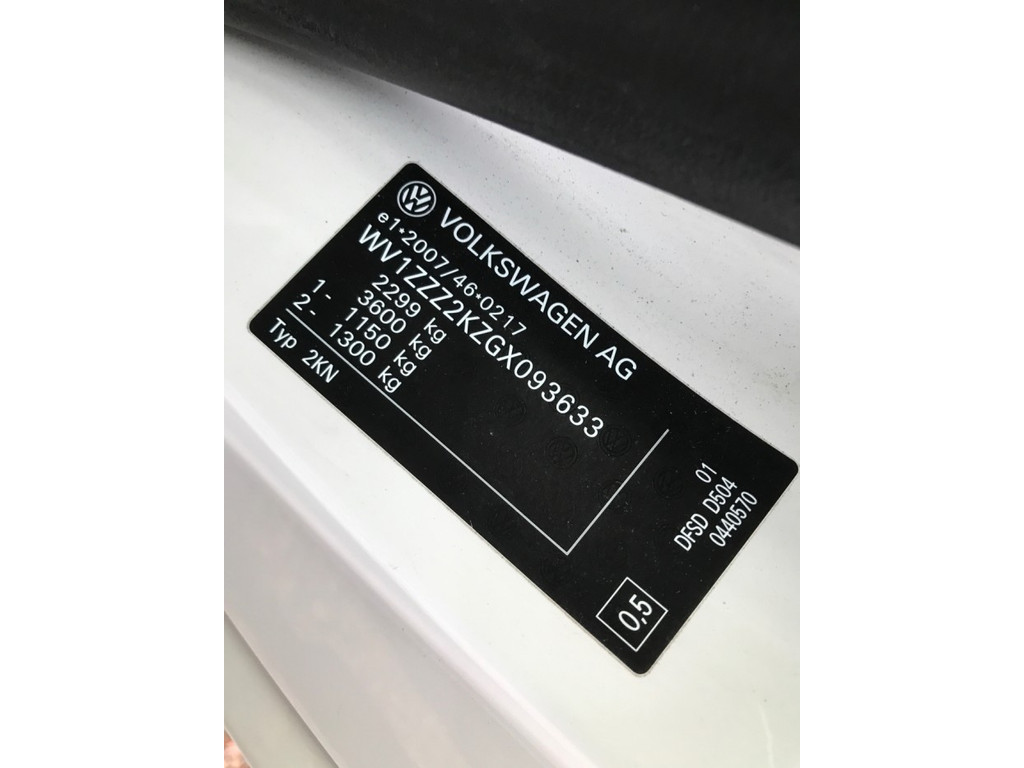 VOLKSWAGEN AG
e1*2007/46*0217
WV1ZZZ2KZGX093633
2299 kg
3600 kg
1- 1150 kg
2- 1300 kg
Typ 2KN
01
DFSD D504
0440570
0,5